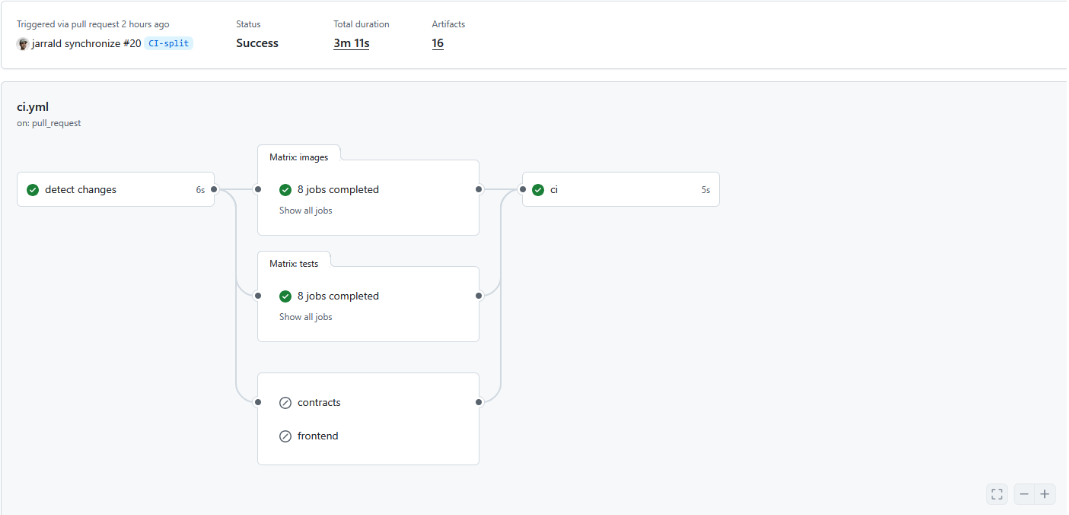 Triggered via pull request 2 hours ago
jarrald synchronize #20 CI-split
Status
Success
Total duration
3m 11s
Artifacts
16
ci.yml
on: pull_request
detect changes 6s
Matrix: images
8 jobs completed
Show all jobs
Matrix: tests
8 jobs completed
Show all jobs
contracts
frontend
ci 5s